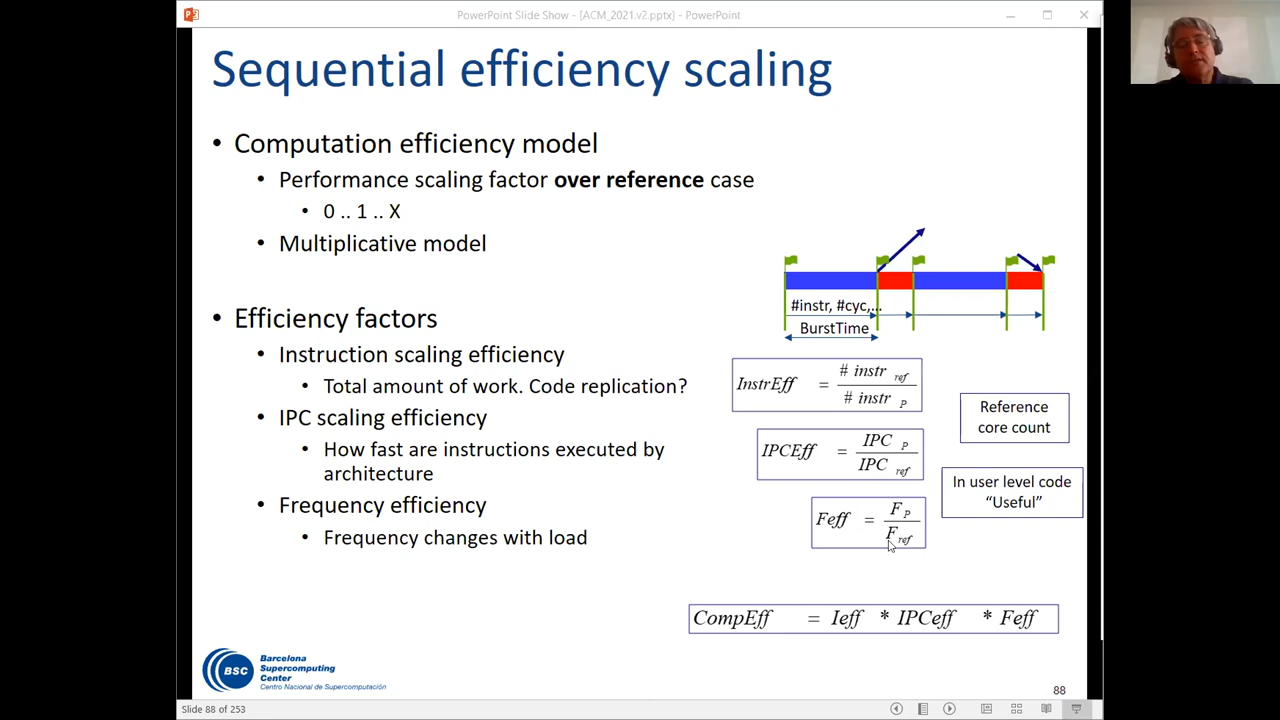 PowerPoint Slide Show - [ACM_2021.v2.pptx] - PowerPoint
Sequential efficiency scaling
• Computation efficiency model
• Performance scaling factor over reference case
• 0 .. 1 .. X
• Multiplicative model
#instr, #cyc,...
BurstTime
• Efficiency factors
• Instruction scaling efficiency
• Total amount of work. Code replication?
• IPC scaling efficiency
• How fast are instructions executed by
architecture
• Frequency efficiency
• Frequency changes with load
InstrEff = # instr ref / # instr P
IPCEff = IPC P / IPC ref
Feff = F P / F ref
Reference
core count
In user level code
“Useful”
CompEff = Ieff * IPCeff * Feff
BSC
Barcelona
Supercomputing
Center
Centro Nacional de Supercomputación
88
Slide 88 of 253